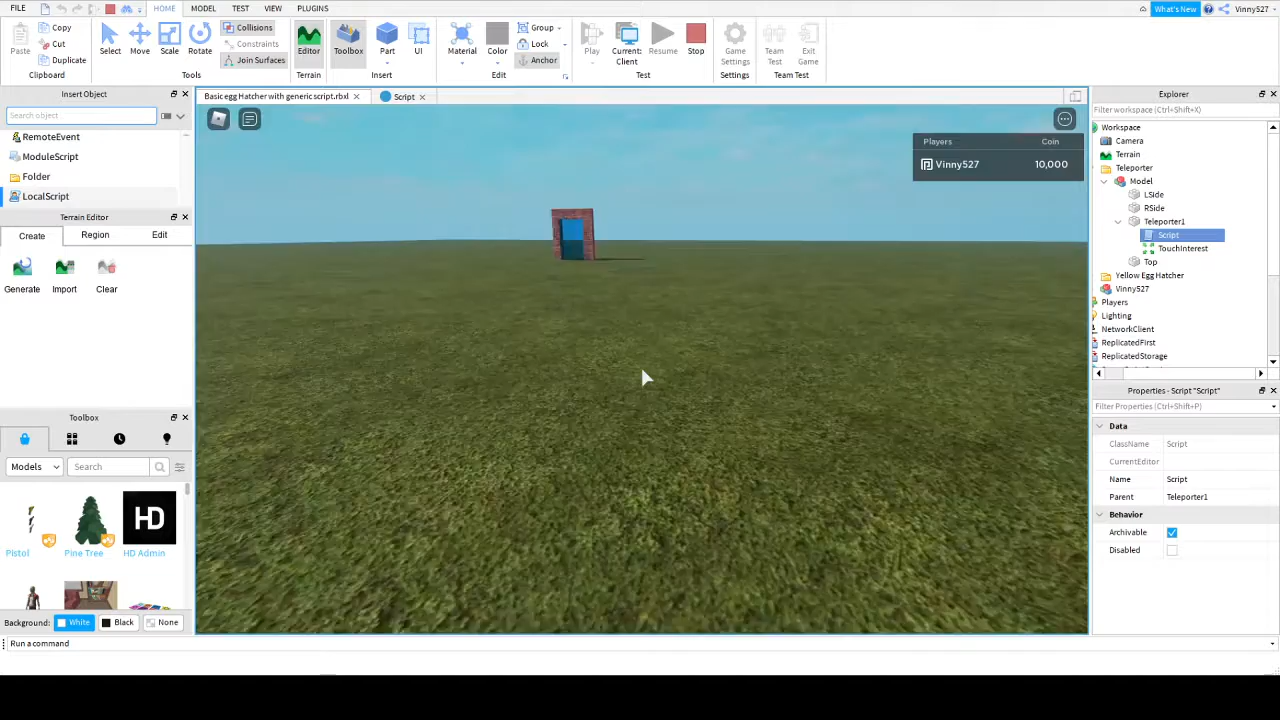 FILE HOME MODEL TEST VIEW PLUGINS What's New Vinny527
Paste Copy Cut Duplicate Clipboard
Select Move Scale Rotate Collisions Constraints Join Surfaces Tools
Editor Terrain
Toolbox Part UI Insert
Material Color Group Lock Anchor Edit
Play Current: Client Resume Stop Test
Game Settings Settings
Team Test Exit Game Team Test
Insert Object
Search object
RemoteEvent
ModuleScript
Folder
LocalScript
Terrain Editor
Create Region Edit
Generate Import Clear
Toolbox
Models Search
HD
Pistol Pine Tree HD Admin
Background: White Black None
Run a command
Basic egg Hatcher with generic script.rbxl Script
Players Coin
Vinny527 10,000
Explorer
Filter workspace (Ctrl+Shift+X)
Workspace
Camera
Terrain
Teleporter
Model
LSide
RSide
Teleporter1
Script
TouchInterest
Top
Yellow Egg Hatcher
Vinny527
Players
Lighting
NetworkClient
ReplicatedFirst
ReplicatedStorage
Properties - Script "Script"
Filter Properties (Ctrl+Shift+P)
Data
ClassName Script
CurrentEditor
Name Script
Parent Teleporter1
Behavior
Archivable
Disabled